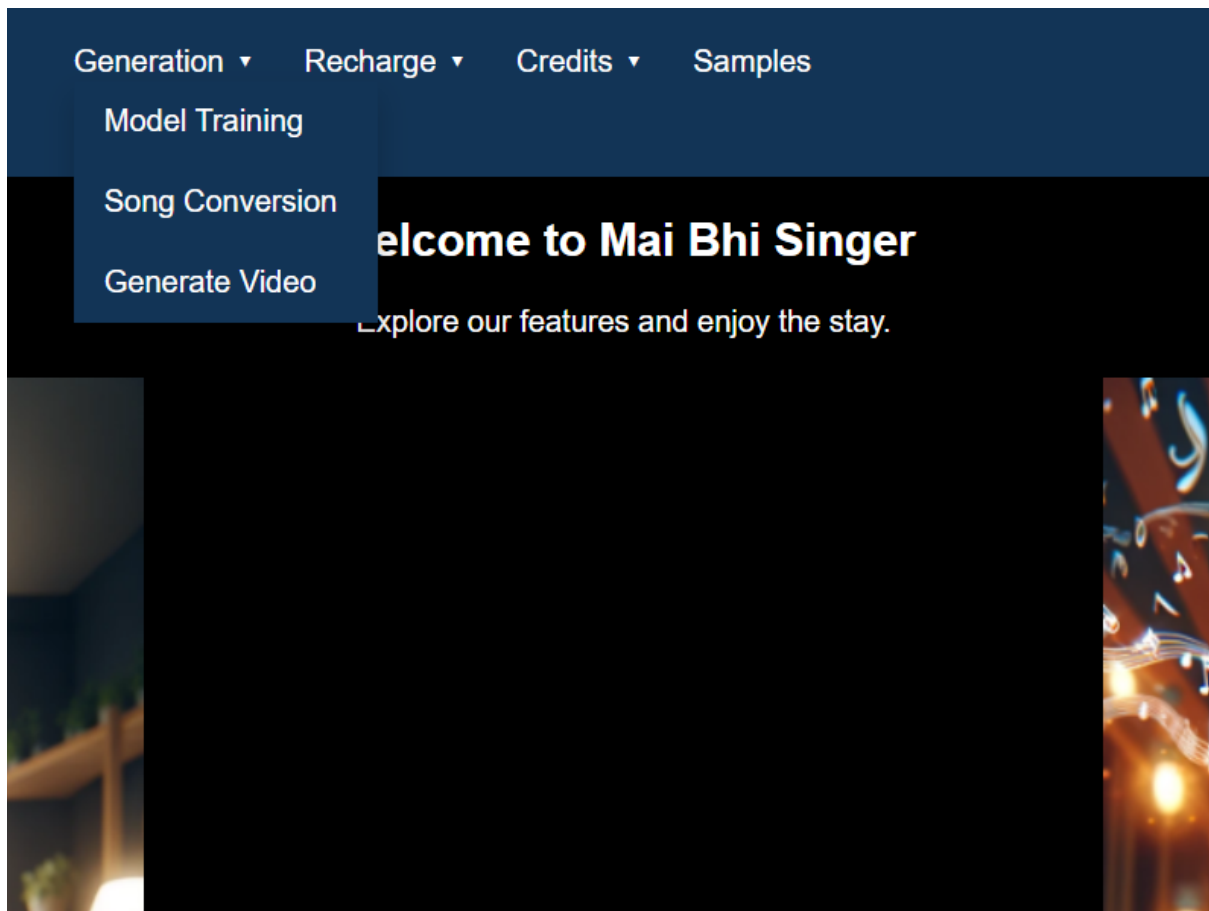 Generation ▾ Recharge ▾ Credits ▾ Samples
Model Training
Song Conversion
elcome to Mai Bhi Singer
Generate Video
Explore our features and enjoy the stay.